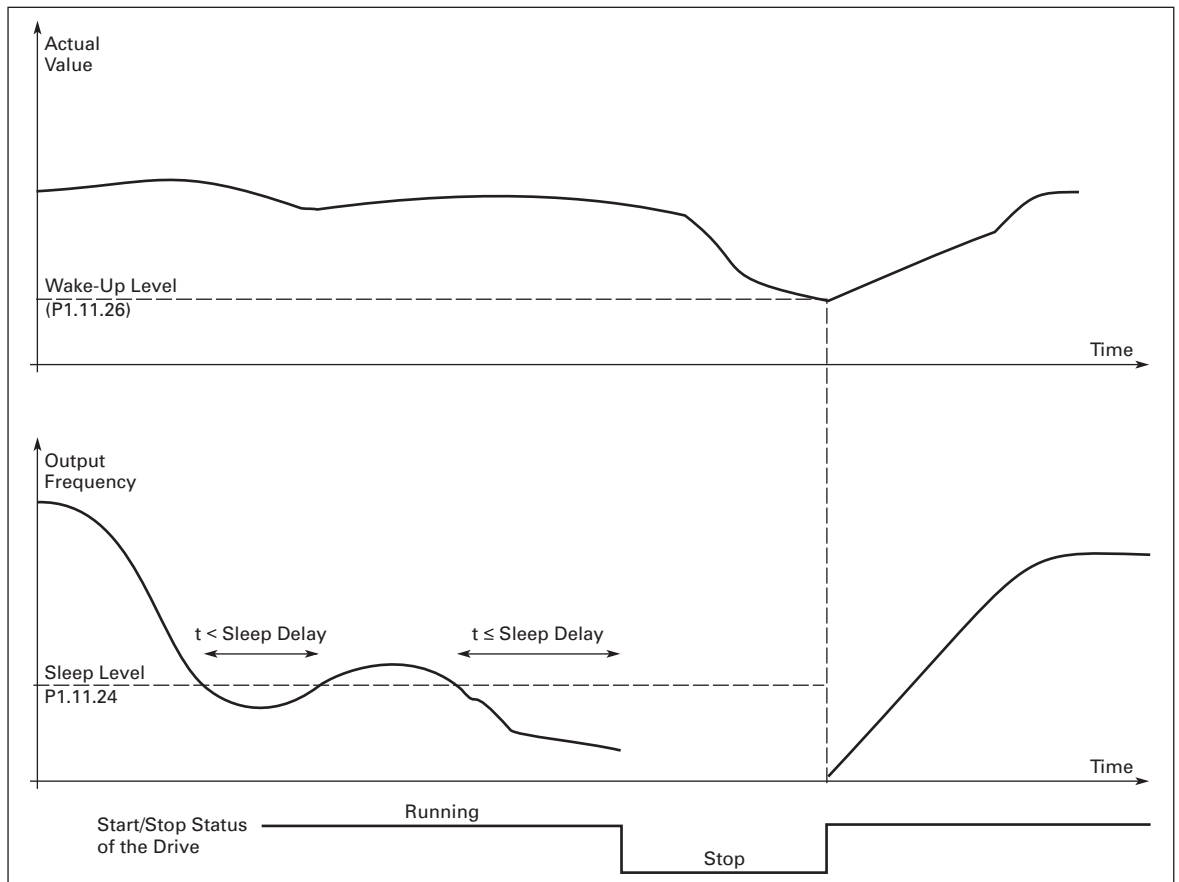 Actual
Value
Wake-Up Level
(P1.11.26)
Time
Output
Frequency
t < Sleep Delay
t ≤ Sleep Delay
Sleep Level
P1.11.24
Time
Running
Start/Stop Status
of the Drive
Stop